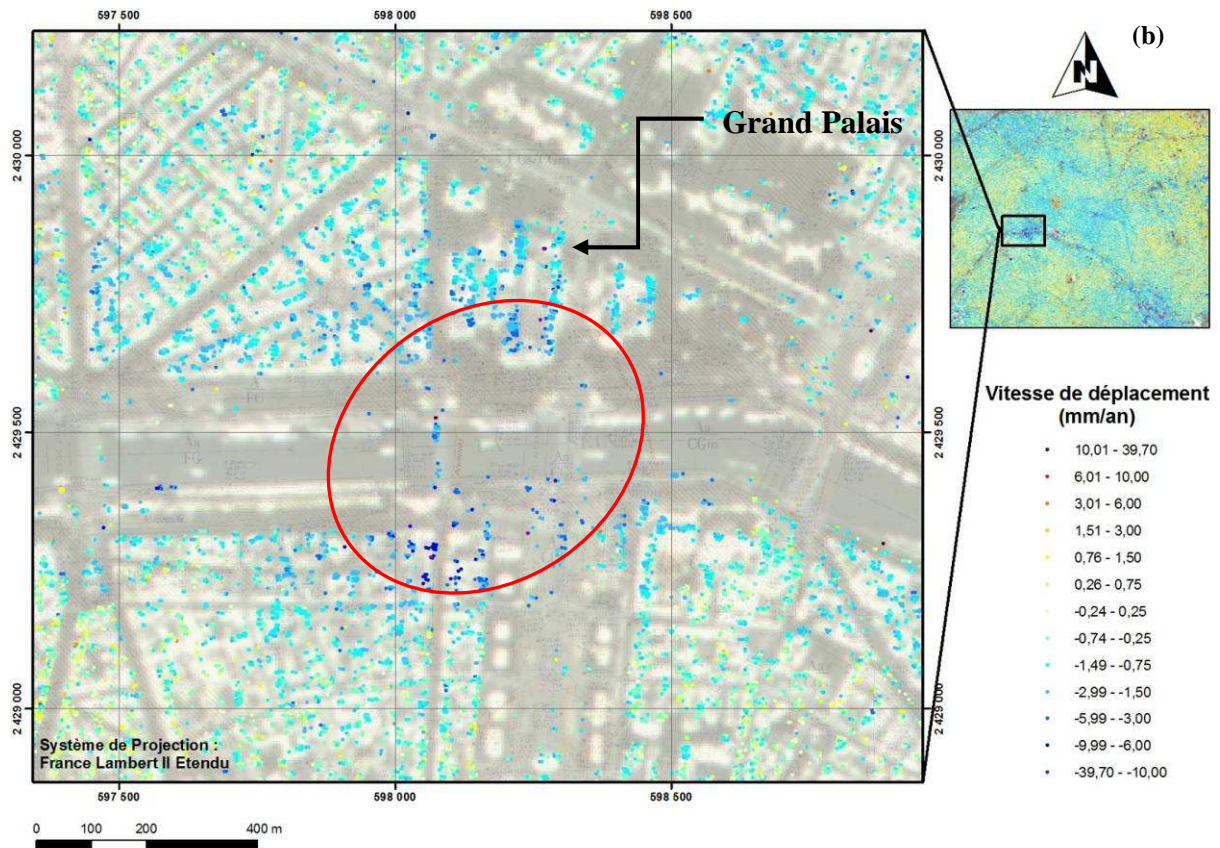 597 500
598 000
598 500
(b)
N
Grand Palais
2 430 000
2 430 000
2 429 500
2 429 500
2 429 000
2 429 000
FG
CGm
Vitesse de déplacement
(mm/an)
10,01 - 39,70
6,01 - 10,00
3,01 - 6,00
1,51 - 3,00
0,76 - 1,50
0,26 - 0,75
-0,24 - 0,25
-0,74 - -0,25
-1,49 - -0,75
-2,99 - -1,50
-5,99 - -3,00
-9,99 - -6,00
-39,70 - -10,00
Système de Projection :
France Lambert II Etendu
597 500
598 000
598 500
0 100 200 400 m